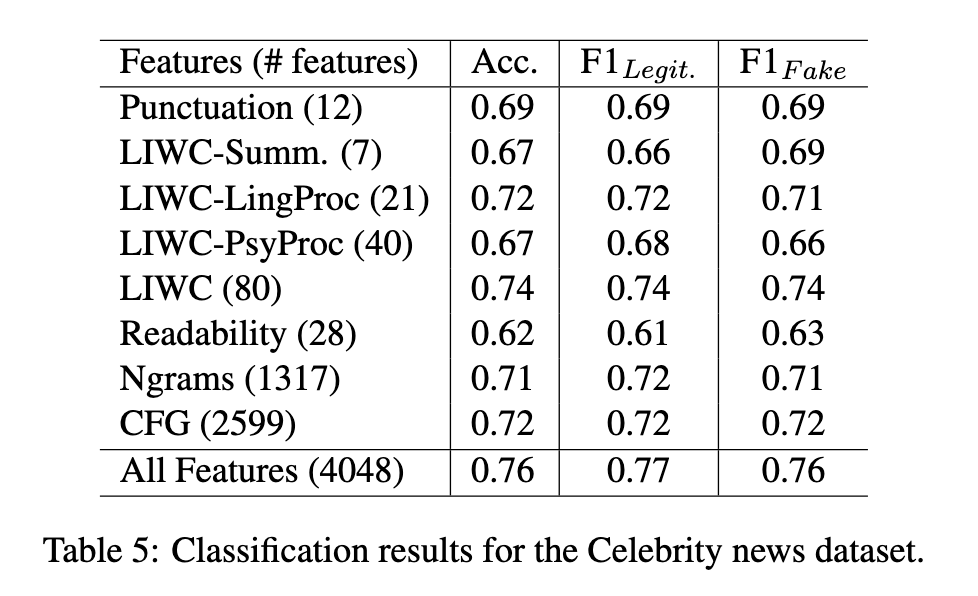 Features (# features) Acc. F1Legit. F1Fake
Punctuation (12) 0.69 0.69 0.69
LIWC-Summ. (7) 0.67 0.66 0.69
LIWC-LingProc (21) 0.72 0.72 0.71
LIWC-PsyProc (40) 0.67 0.68 0.66
LIWC (80) 0.74 0.74 0.74
Readability (28) 0.62 0.61 0.63
Ngrams (1317) 0.71 0.72 0.71
CFG (2599) 0.72 0.72 0.72
All Features (4048) 0.76 0.77 0.76
Table 5: Classification results for the Celebrity news dataset.